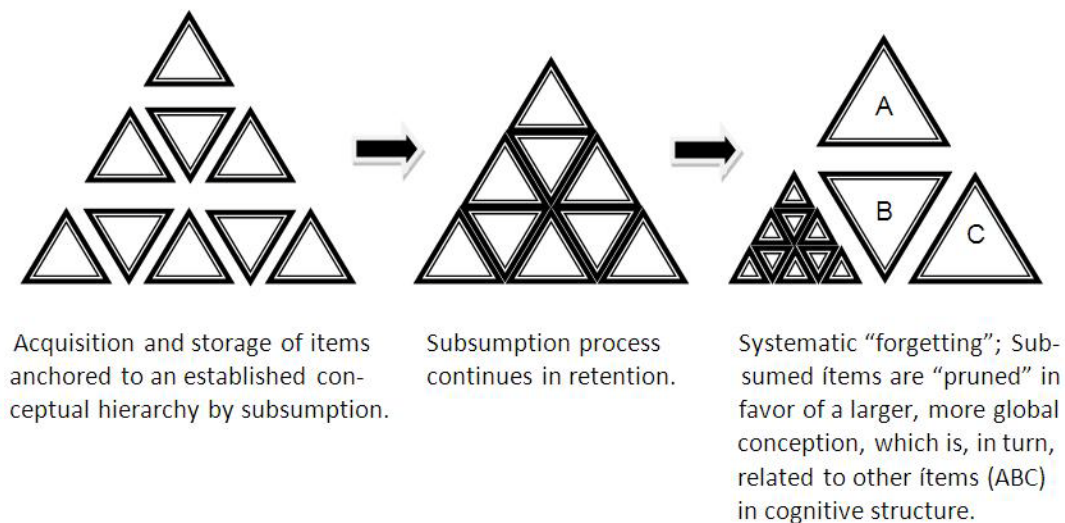 A
B
C
Acquisition and storage of items
anchored to an established con-
ceptual hierarchy by subsumption.
Subsumption process
continues in retention.
Systematic “forgetting”; Sub-
sumed ítems are “pruned” in
favor of a larger, more global
conception, which is, in turn,
related to other ítems (ABC)
in cognitive structure.